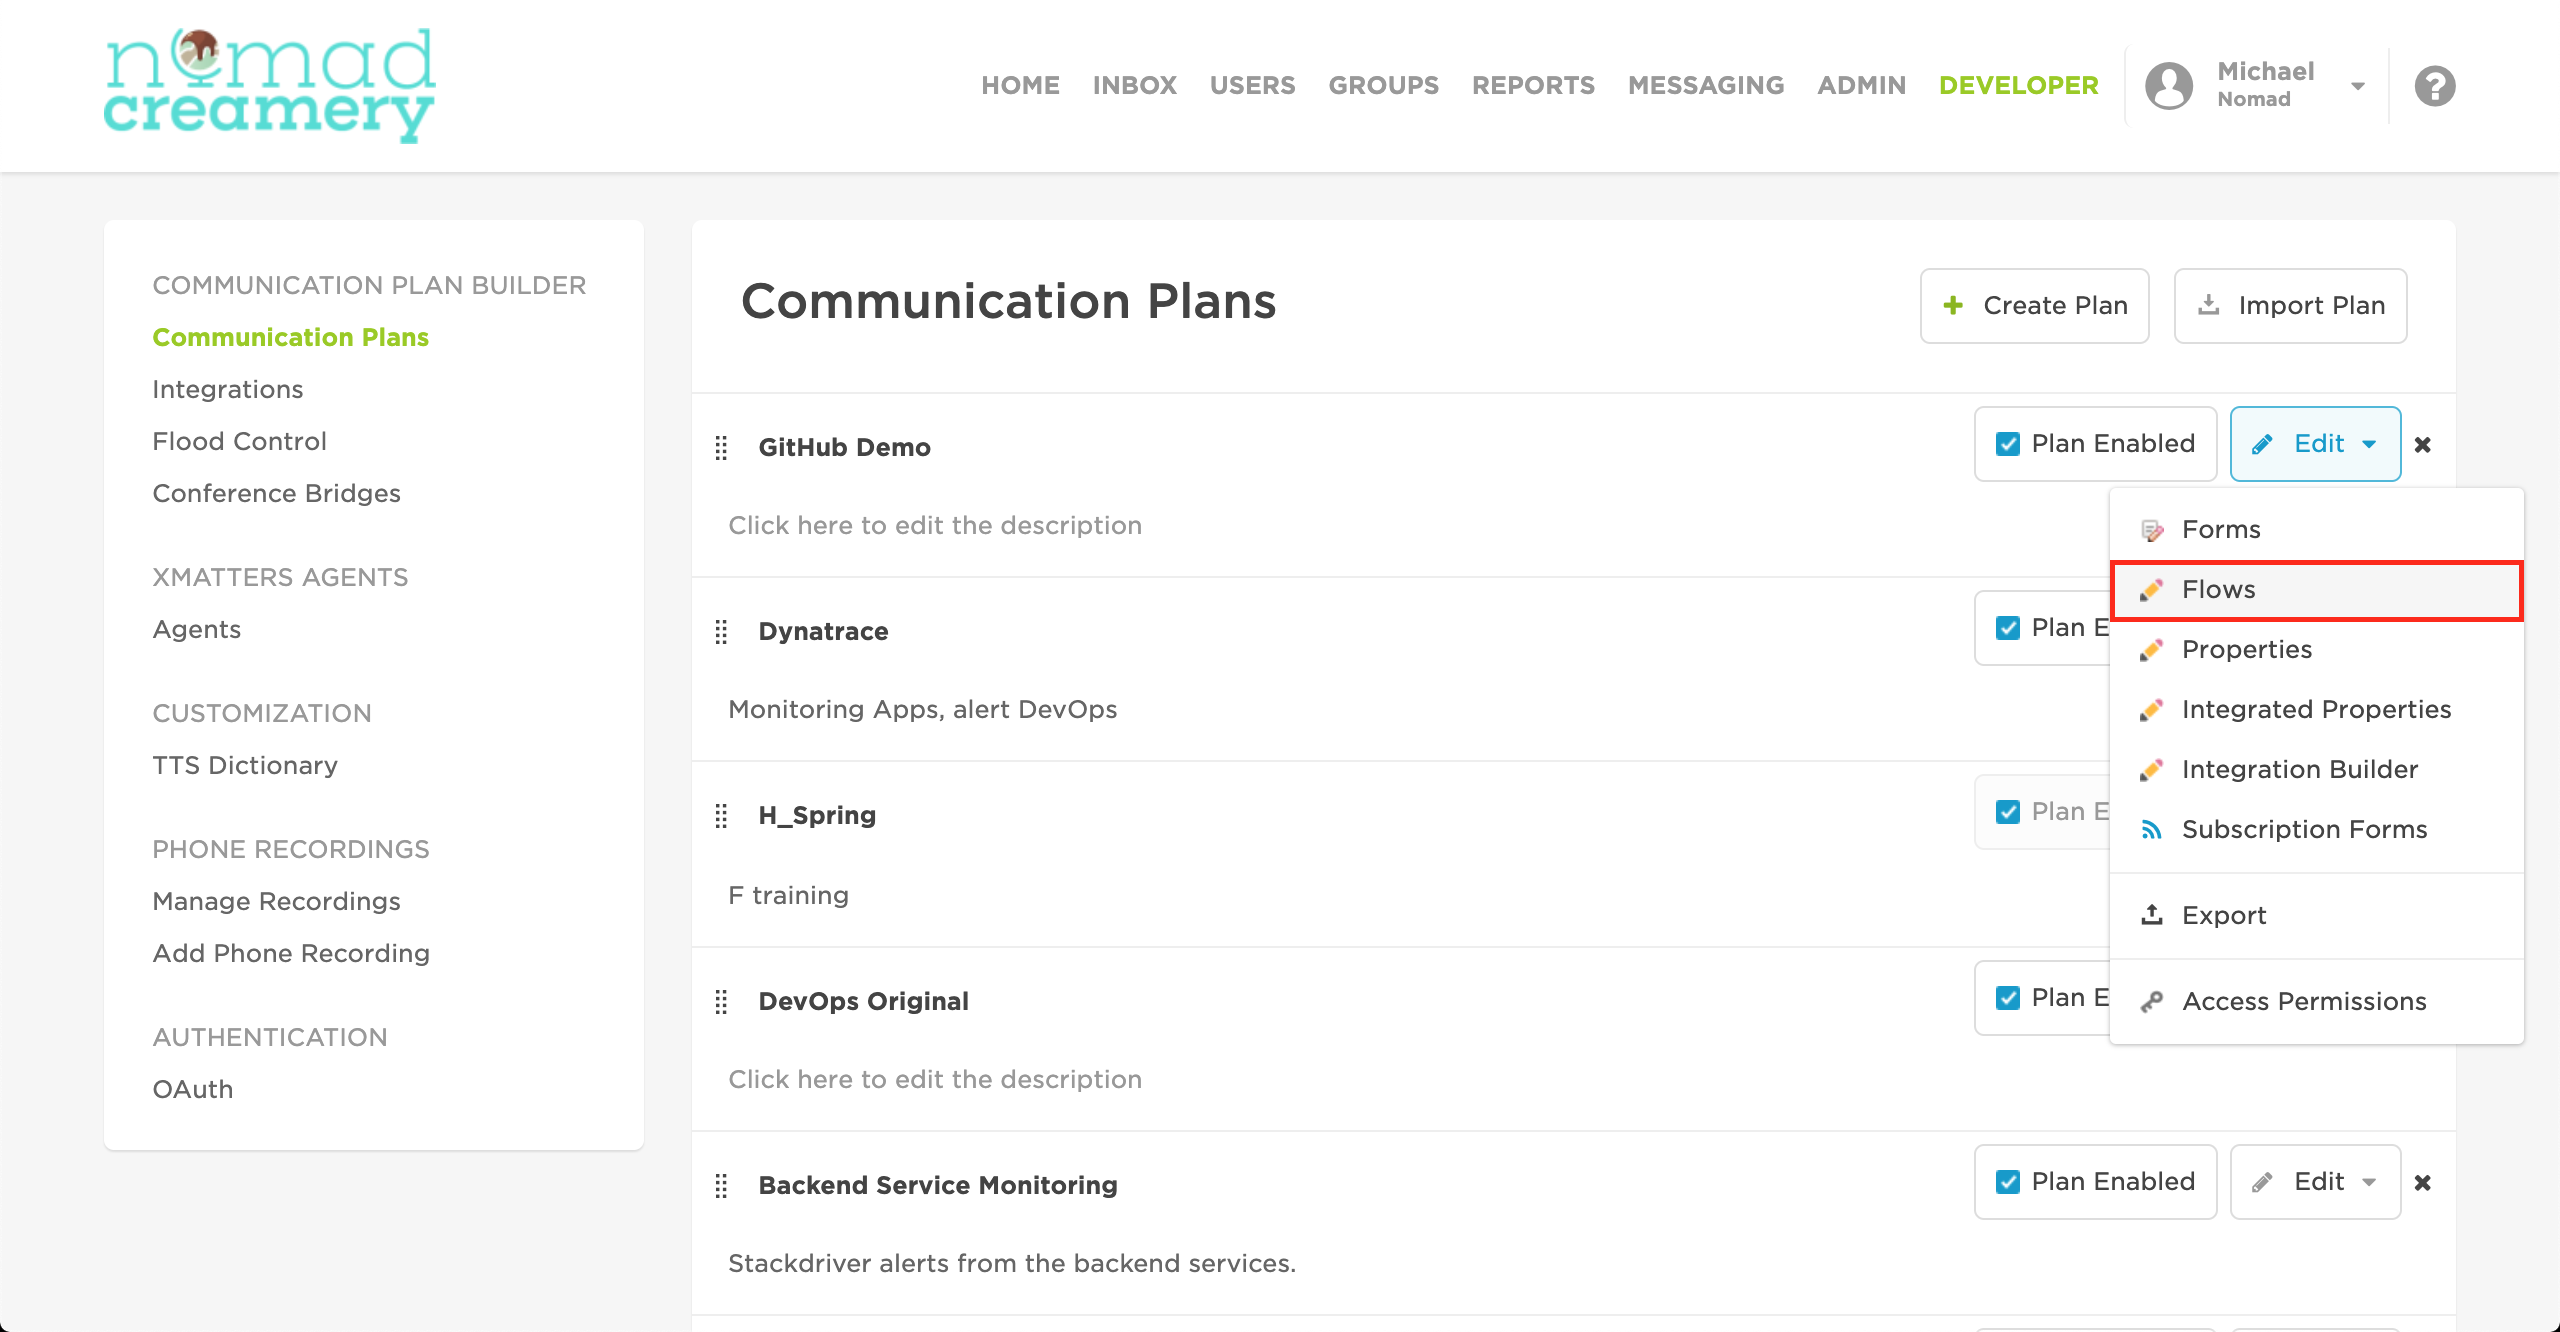 nomad
creamery
HOME INBOX USERS GROUPS REPORTS MESSAGING ADMIN DEVELOPER
Michael
Nomad
?
COMMUNICATION PLAN BUILDER
Communication Plans
Integrations
Flood Control
Conference Bridges
XMATTERS AGENTS
Agents
CUSTOMIZATION
TTS Dictionary
PHONE RECORDINGS
Manage Recordings
Add Phone Recording
AUTHENTICATION
OAuth
Communication Plans
Create Plan
Import Plan
GitHub Demo
Plan Enabled
Edit
Click here to edit the description
Forms
Flows
Properties
Integrated Properties
Integration Builder
Subscription Forms
Export
Access Permissions
Dynatrace
Plan E
Monitoring Apps, alert DevOps
H_Spring
Plan E
F training
DevOps Original
Plan E
Click here to edit the description
Backend Service Monitoring
Plan Enabled
Edit
Stackdriver alerts from the backend services.